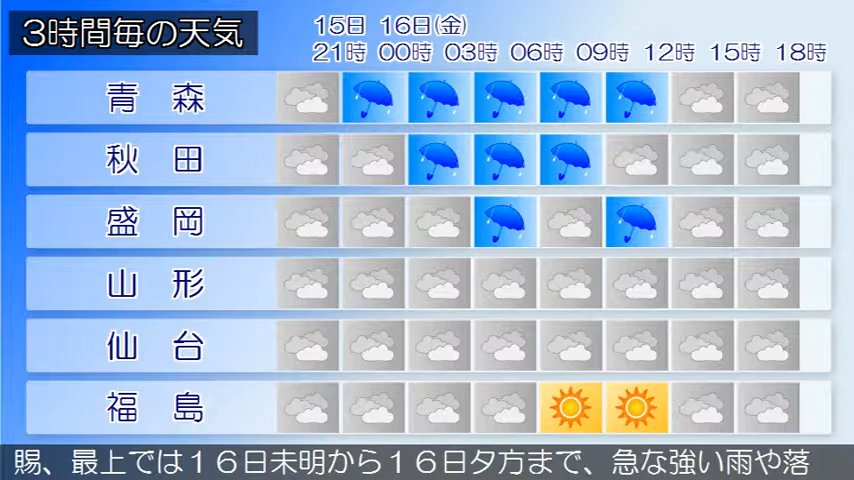 3時間毎の天気
15日 16日(金)
21時 00時 03時 06時 09時 12時 15時 18時
青森
秋田
盛岡
山形
仙台
福島
賜、最上では１６日未明から１６日夕方まで、急な強い雨や落